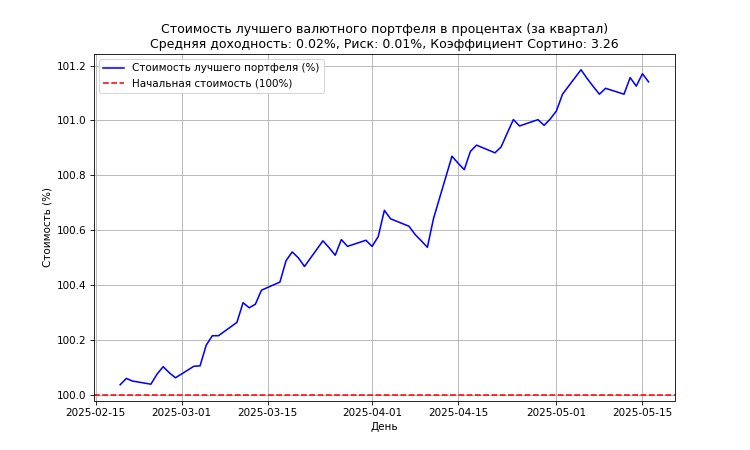 Стоимость лучшего валютного портфеля в процентах (за квартал)
Средняя доходность: 0.02%, Риск: 0.01%, Коэффициент Сортино: 3.26
Стоимость лучшего портфеля (%)
Начальная стоимость (100%)
Стоимость (%)
101.2
101.0
100.8
100.6
100.4
100.2
100.0
2025-02-15
2025-03-01
2025-03-15
2025-04-01
2025-04-15
2025-05-01
2025-05-15
День